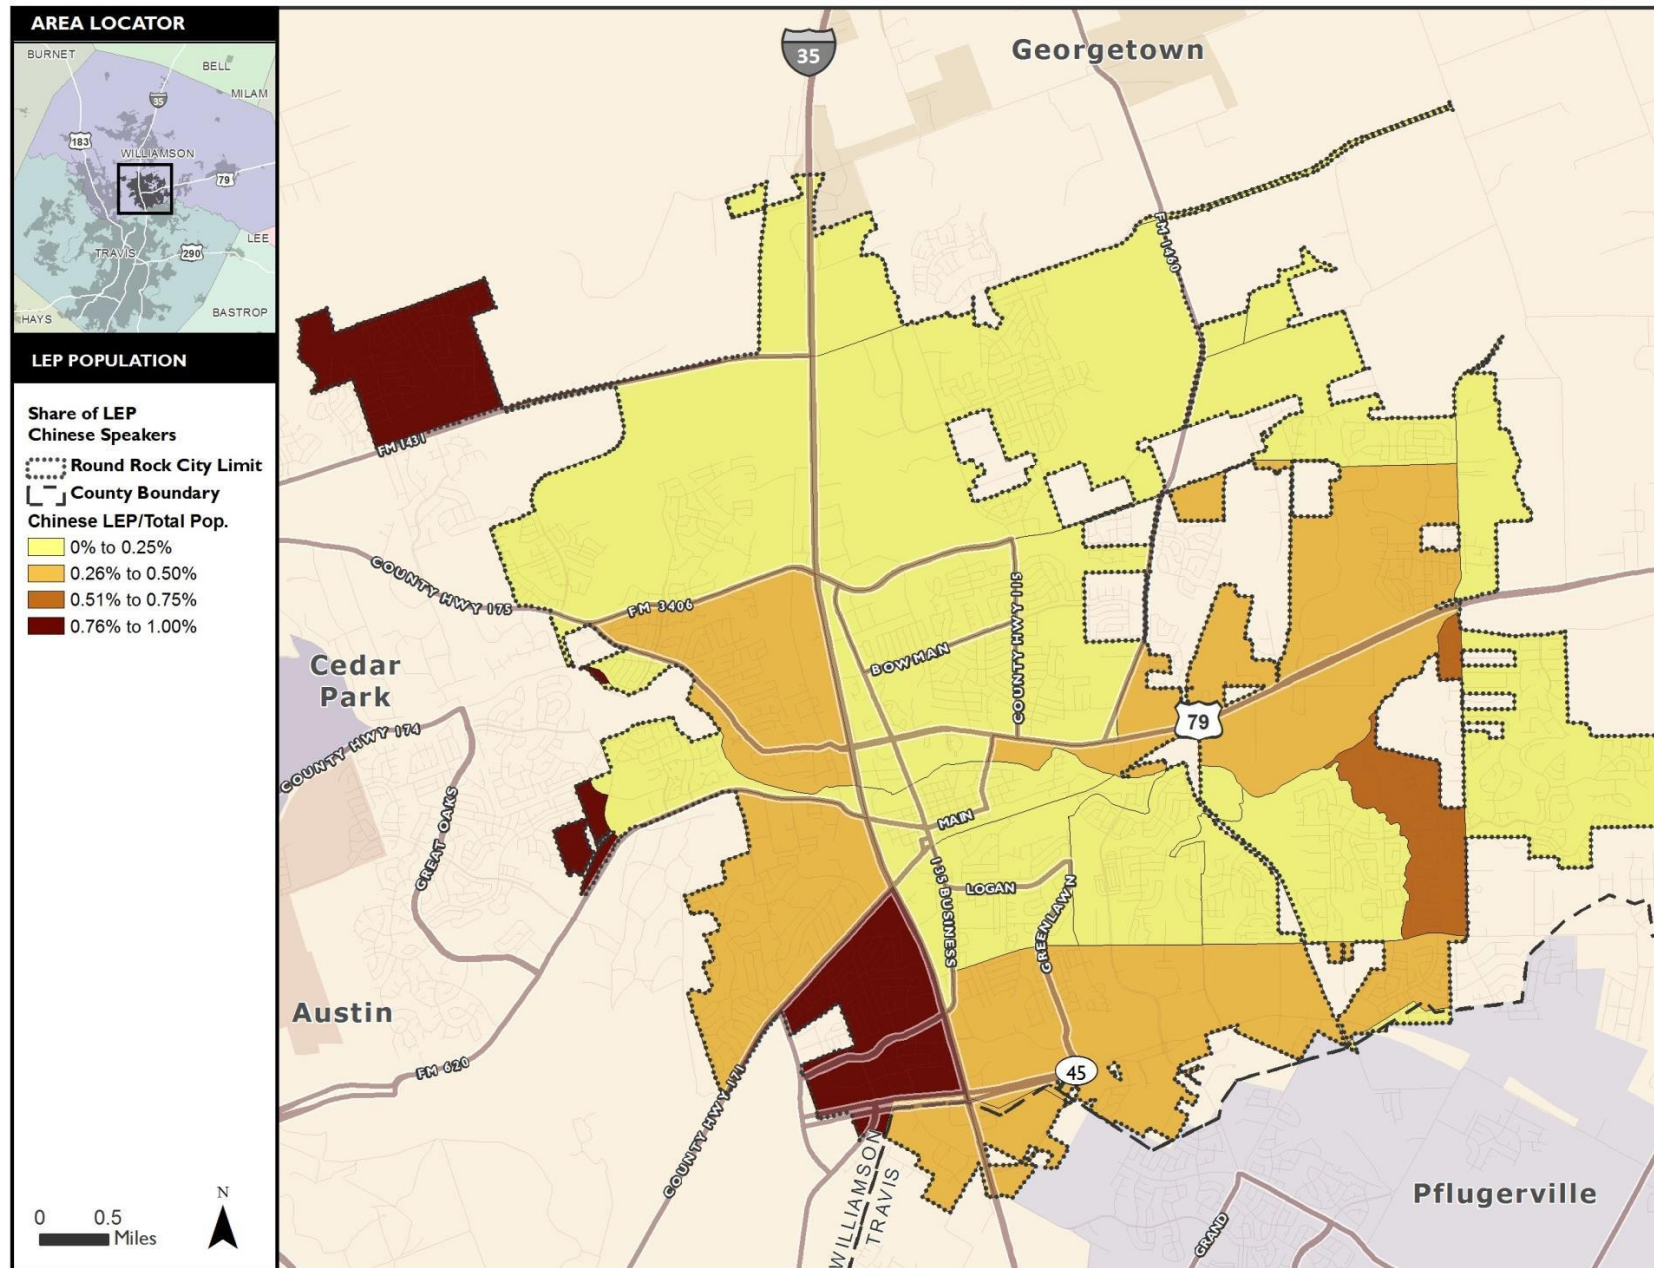 AREA LOCATOR
BURNET
BELL
MILAM
35
183
WILLIAMSON
79
LEE
TRAVIS
290
HAYS
BASTROP
LEP POPULATION
Share of LEP
Chinese Speakers
Round Rock City Limit
County Boundary
Chinese LEP/Total Pop.
0% to 0.25%
0.26% to 0.50%
0.51% to 0.75%
0.76% to 1.00%
0 0.5
Miles
N
35
Georgetown
FM 1460
FM 1431
COUNTY HWY 175
FM 3406
COUNTY HWY 115
BOWMAN
Cedar
Park
79
COUNTY HWY 174
GREAT OAKS
MAIN
I35 BUSINESS
LOGAN
GREENLAWN
Austin
FM 620
45
COUNTY HWY 171
WILLIAMSON
TRAVIS
Pflugerville
GRAND